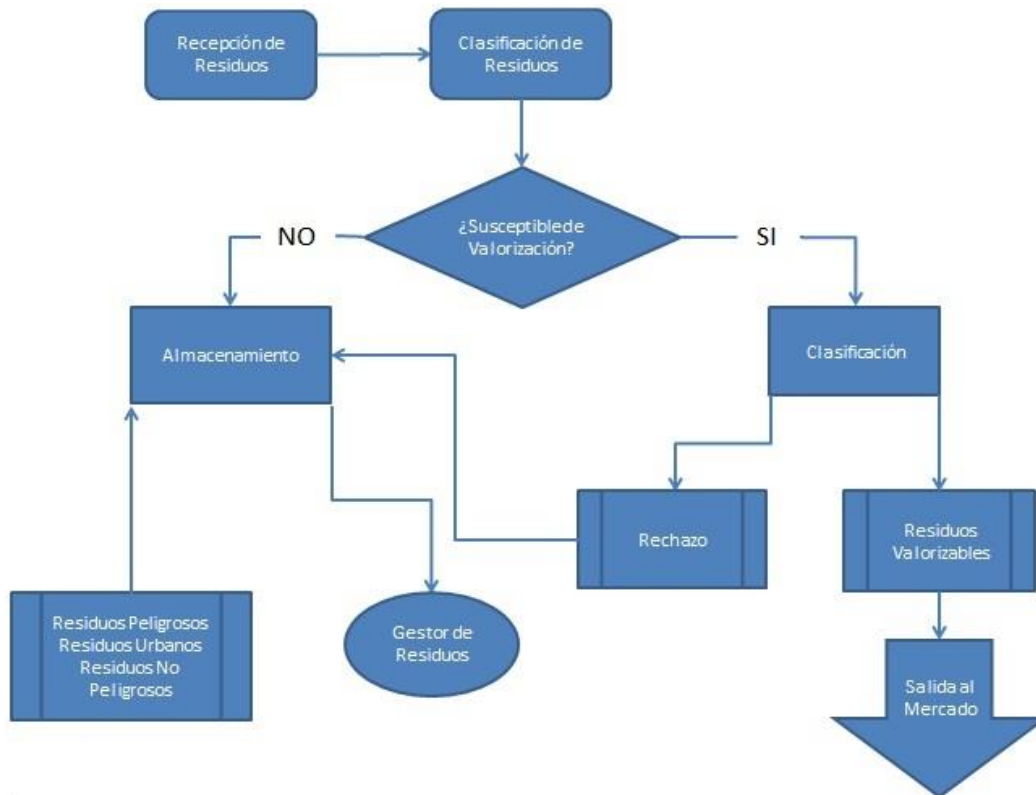 Recepción de
Residuos
Clasificación de
Residuos
¿Susceptible de
Valorización?
NO
SI
Almacenamiento
Clasificación
Rechazo
Residuos
Valorizables
Residuos Peligrosos
Residuos Urbanos
Residuos No
Peligrosos
Gestor de
Residuos
Salida al
Mercado